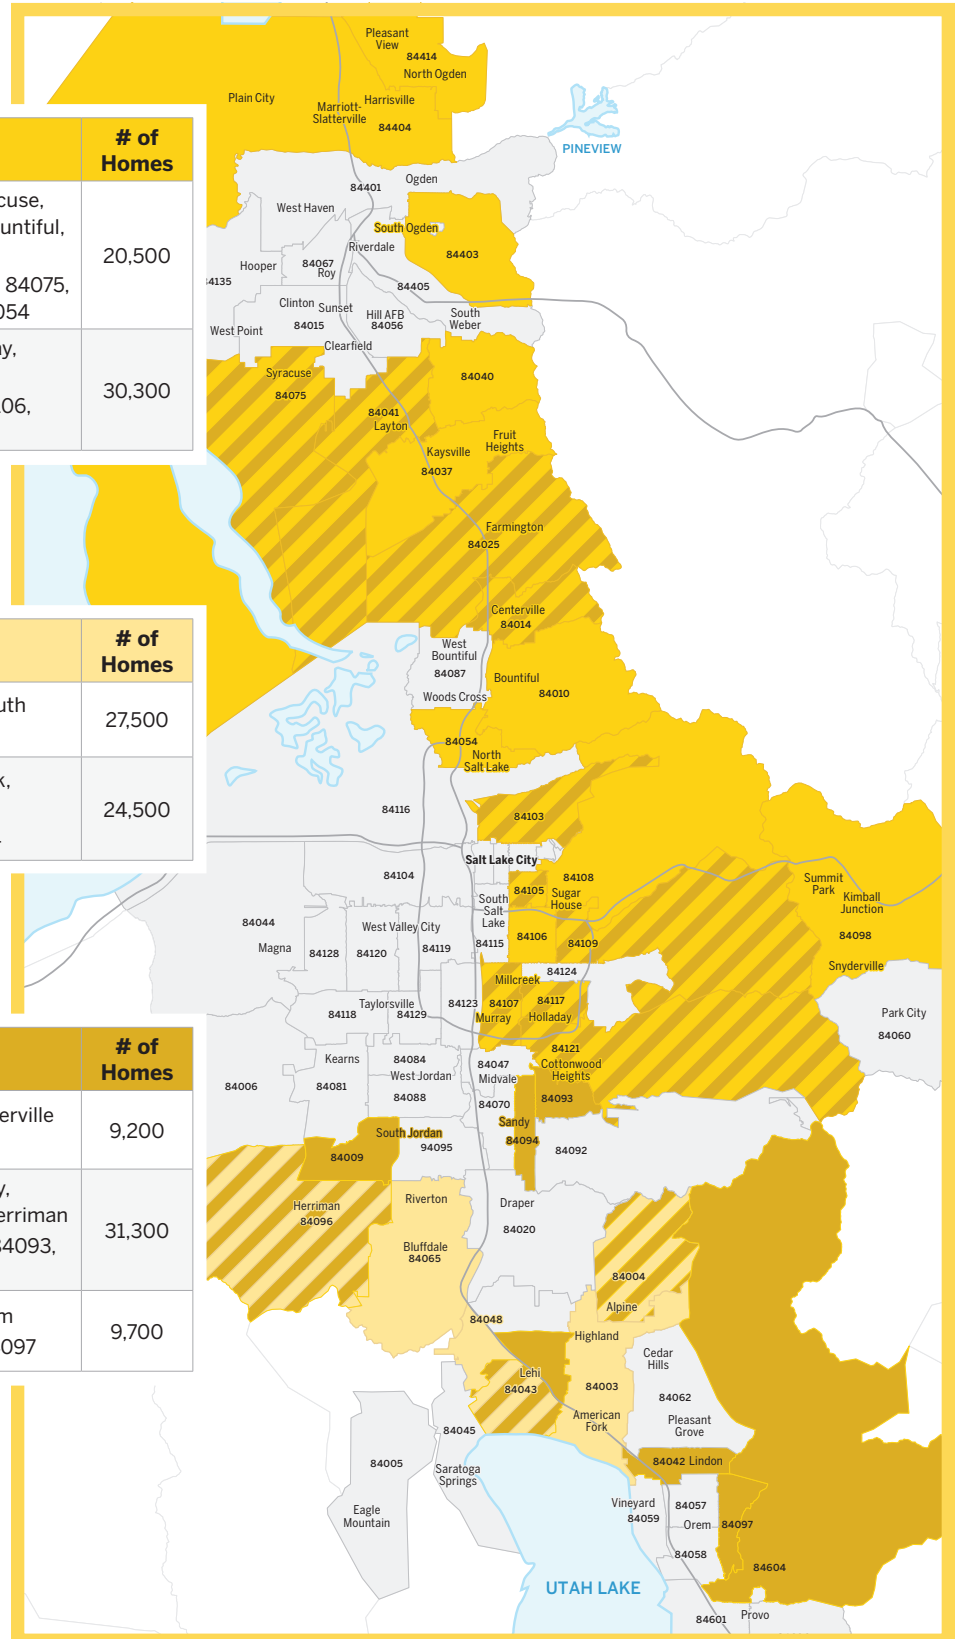 Pleasant
View
84414
North Ogden
Plain City
Marriott-
Slatterville
Harrisville
84404
PINEVIEW
# of
Homes
cuse,
untiful,
84075,
054
20,500
ay,
06,
30,300
84401
Ogden
West Haven
South Ogden
Riverdale
84403
Hooper
84067
Roy
4135
84405
Clinton
Sunset
84015
Hill AFB
84056
South
Weber
West Point
Clearfield
Syracuse
84075
84040
84041
Layton
Kaysville
84037
Fruit
Heights
Farmington
84025
Centerville
84014
West
Bountiful
84087
Woods Cross
Bountiful
84010
# of
Homes
uth
27,500
k,
24,500
84054
North
Salt Lake
84116
84103
Salt Lake City
84104
84105
84108
Sugar
House
South
Salt
Lake
84115
84106
84109
Summit
Park
Kimball
Junction
84098
Snyderville
84044
Magna
West Valley City
84128
84120
84119
84124
Millcreek
84107
Murray
84117
Holladay
Taylorsville
84118
84129
84123
Park City
84060
# of
Homes
erville
9,200
y,
erriman
84093,
31,300
m
097
9,700
84121
Cottonwood
Heights
Kearns
84084
West Jordan
84047
Midvale
84006
84081
84088
84070
84093
Sandy
84094
South Jordan
84009
94095
84092
Herriman
84096
Riverton
Draper
84020
Bluffdale
84065
84004
Alpine
84048
Highland
Lehi
84043
84003
American
Fork
Cedar
Hills
84062
Pleasant
Grove
84045
Saratoga
Springs
84005
Eagle
Mountain
84042 Lindon
Vineyard
84059
84057
Orem
84097
84058
84604
UTAH LAKE
84601
Provo